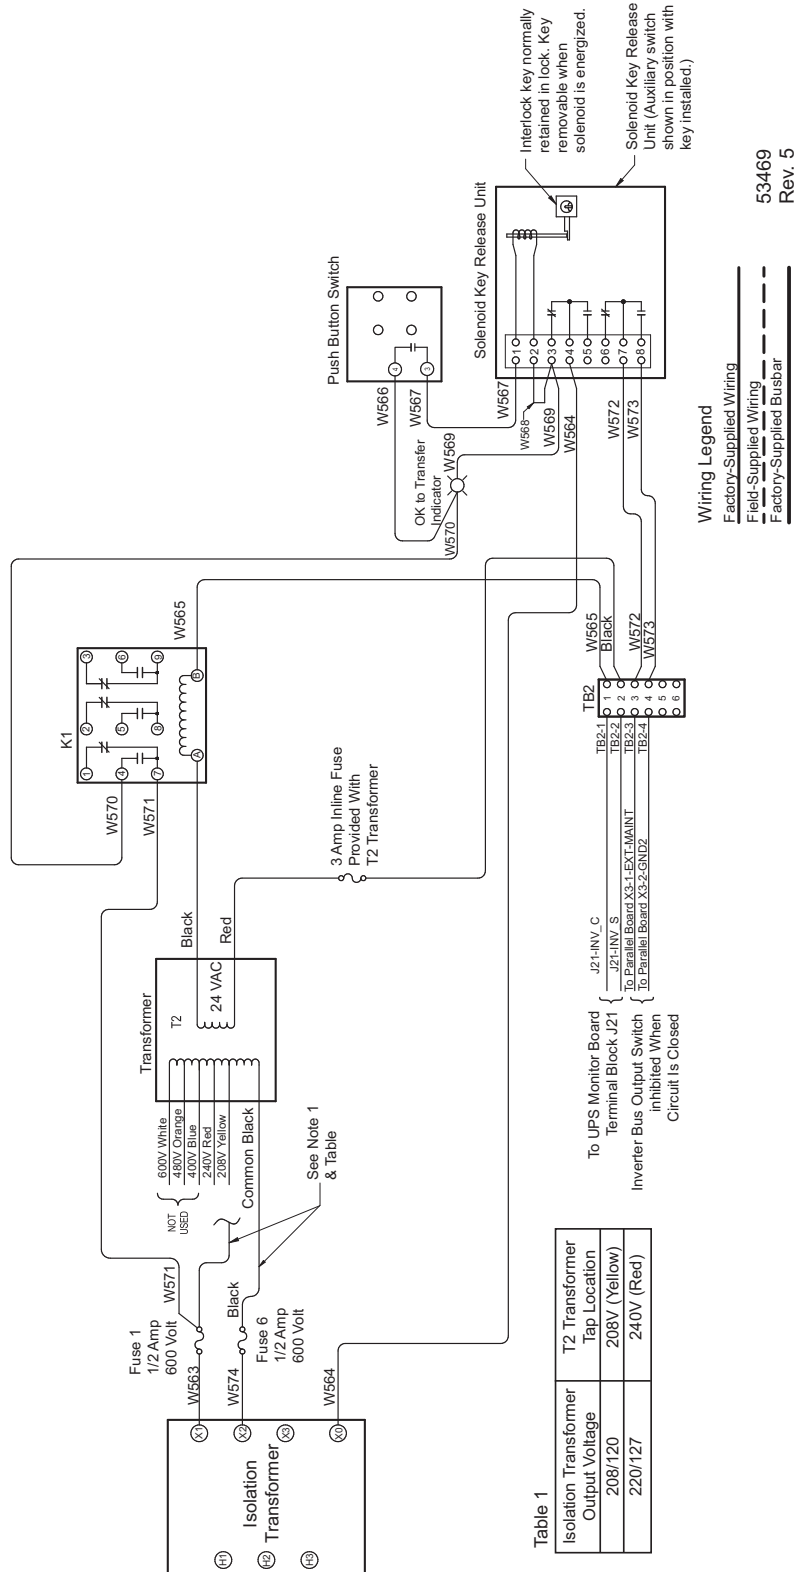 Isolation
Transformer
H1
H2
H3
X1
X2
X3
X0
W563
W574
W564
Fuse 1
1/2 Amp
600 Volt
W571
Black
Fuse 6
1/2 Amp
600 Volt
See Note 1
& Table
NOT
USED
600V White
480V Orange
400V Blue
240V Red
208V Yellow
Common Black
Transformer
T2
24 VAC
Black
Red
3 Amp Inline Fuse
Provided With
T2 Transformer
K1
1
2
3
4
5
6
7
8
9
A
B
W570
W571
W565
Push Button Switch
4
3
W566
W567
OK to Transfer
Indicator
W569
W570
Solenoid Key Release Unit
1
2
3
4
5
6
7
8
W567
W568
W569
W564
W572
W573
Interlock key normally
retained in lock. Key
removable when
solenoid is energized.
Solenoid Key Release
Unit (Auxiliary switch
shown in position with
key installed.)
TB2
1
2
3
4
5
6
W565
Black
W572
W573
TB2-1
TB2-2
TB2-3
TB2-4
J21-INV_C
J21-INV_S
To Parallel Board X3-1-EXT-MAINT
To Parallel Board X3-2-GND2
To UPS Monitor Board
Terminal Block J21
Inverter Bus Output Switch
inhibited When
Circuit Is Closed
Table 1
Isolation Transformer
Output Voltage
T2 Transformer
Tap Location
208/120
208V (Yellow)
220/127
240V (Red)
Wiring Legend
Factory-Supplied Wiring
Field-Supplied Wiring
Factory-Supplied Busbar
53469
Rev. 5